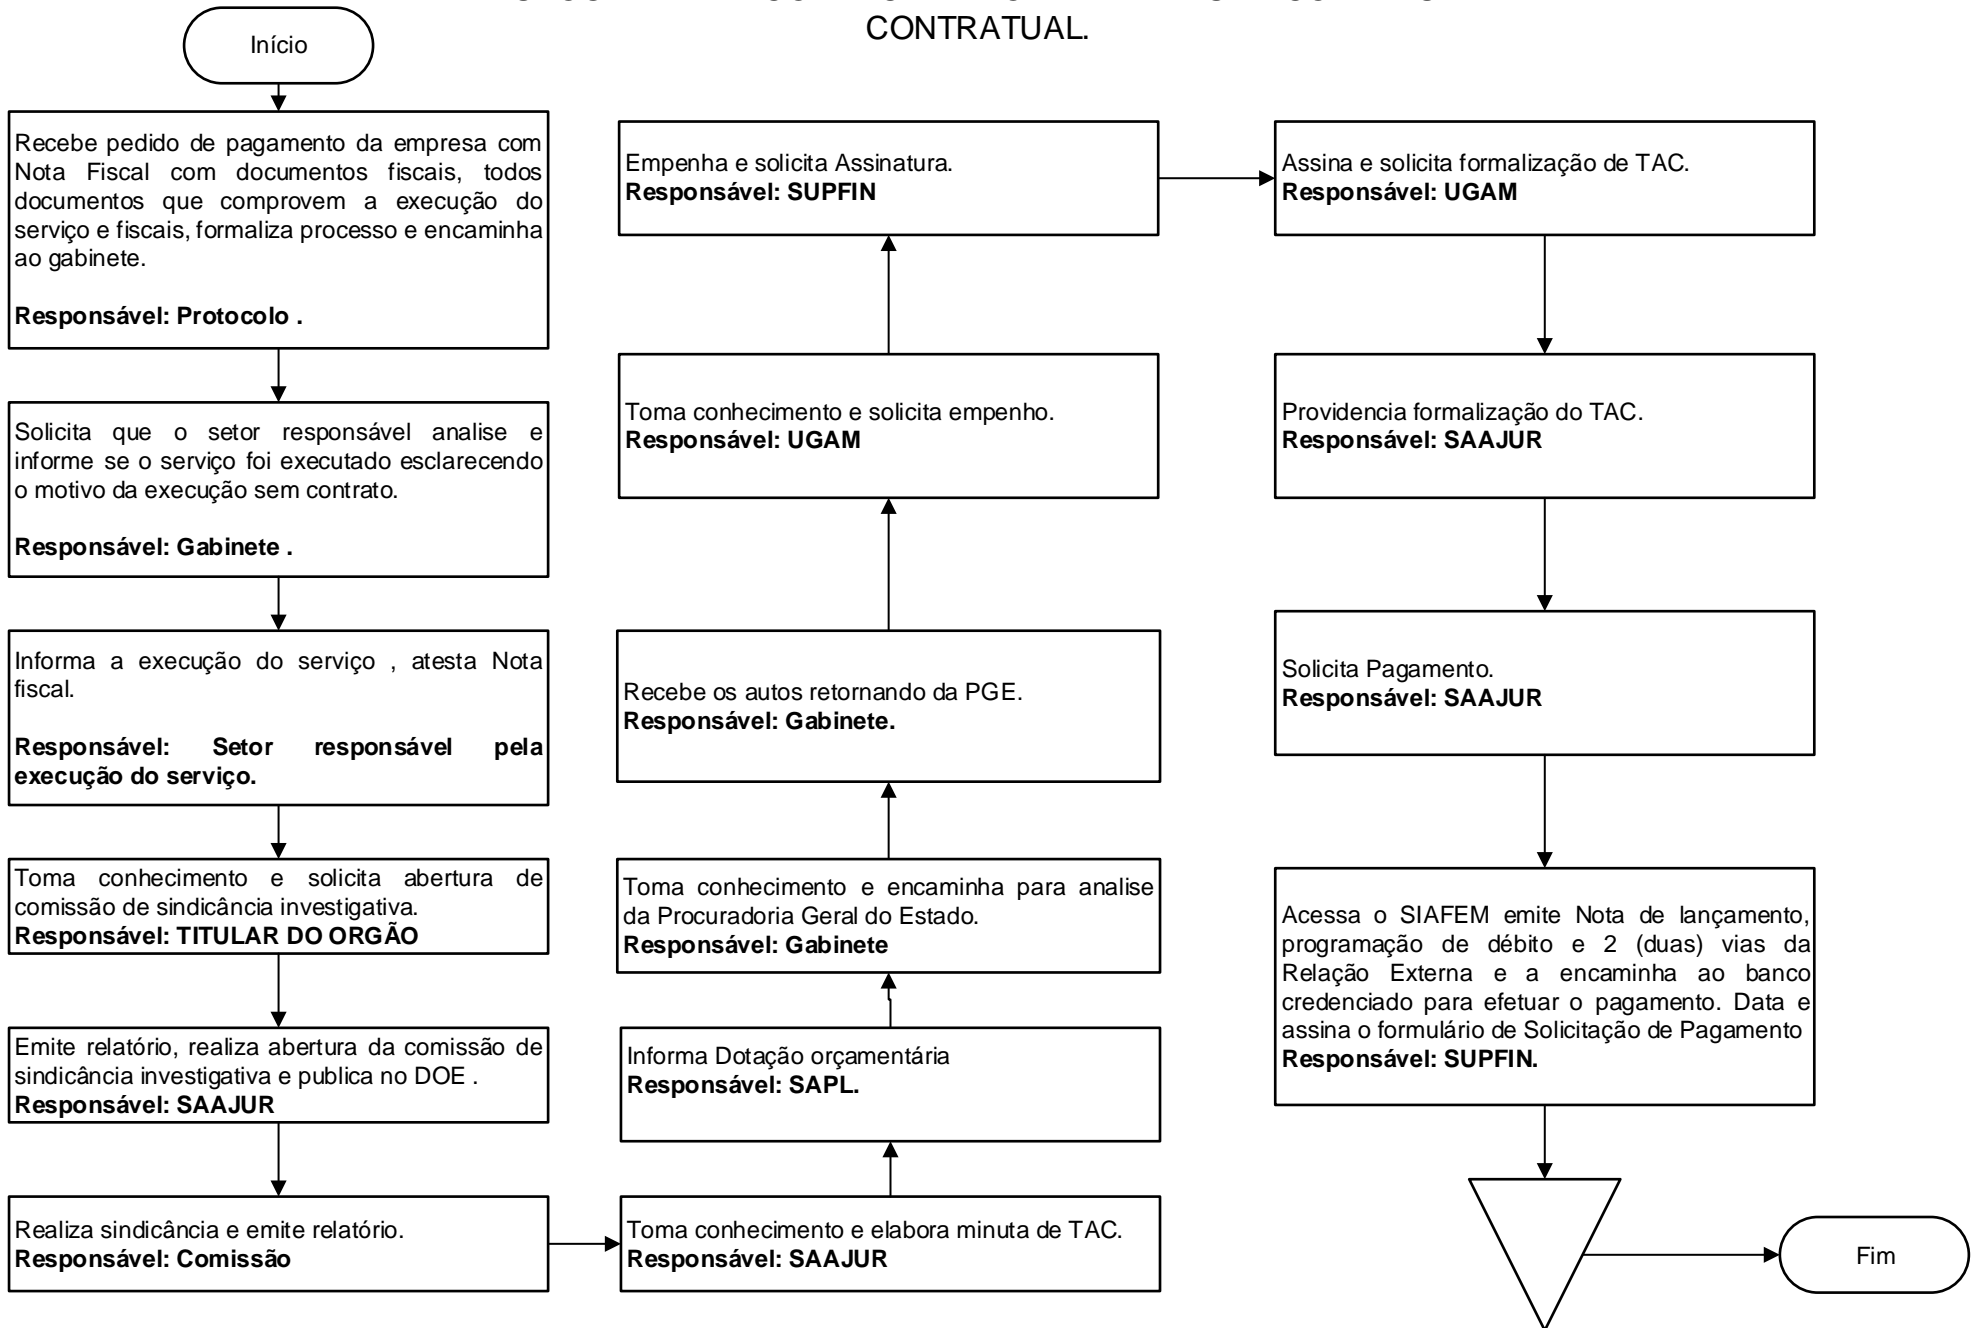 CONTRATUAL.
Início
Recebe pedido de pagamento da empresa com
Nota Fiscal com documentos fiscais, todos
documentos que comprovem a execução do
serviço e fiscais, formaliza processo e encaminha
ao gabinete.
Responsável: Protocolo .
Solicita que o setor responsável analise e
informe se o serviço foi executado esclarecendo
o motivo da execução sem contrato.
Responsável: Gabinete .
Informa a execução do serviço , atesta Nota
fiscal.
Responsável: Setor responsável pela
execução do serviço.
Toma conhecimento e solicita abertura de
comissão de sindicância investigativa.
Responsável: TITULAR DO ORGÃO
Emite relatório, realiza abertura da comissão de
sindicância investigativa e publica no DOE .
Responsável: SAAJUR
Realiza sindicância e emite relatório.
Responsável: Comissão
Toma conhecimento e elabora minuta de TAC.
Responsável: SAAJUR
Informa Dotação orçamentária
Responsável: SAPL.
Toma conhecimento e encaminha para analise
da Procuradoria Geral do Estado.
Responsável: Gabinete
Recebe os autos retornando da PGE.
Responsável: Gabinete.
Toma conhecimento e solicita empenho.
Responsável: UGAM
Empenha e solicita Assinatura.
Responsável: SUPFIN
Assina e solicita formalização de TAC.
Responsável: UGAM
Providencia formalização do TAC.
Responsável: SAAJUR
Solicita Pagamento.
Responsável: SAAJUR
Acessa o SIAFEM emite Nota de lançamento,
programação de débito e 2 (duas) vias da
Relação Externa e a encaminha ao banco
credenciado para efetuar o pagamento. Data e
assina o formulário de Solicitação de Pagamento
Responsável: SUPFIN.
Fim